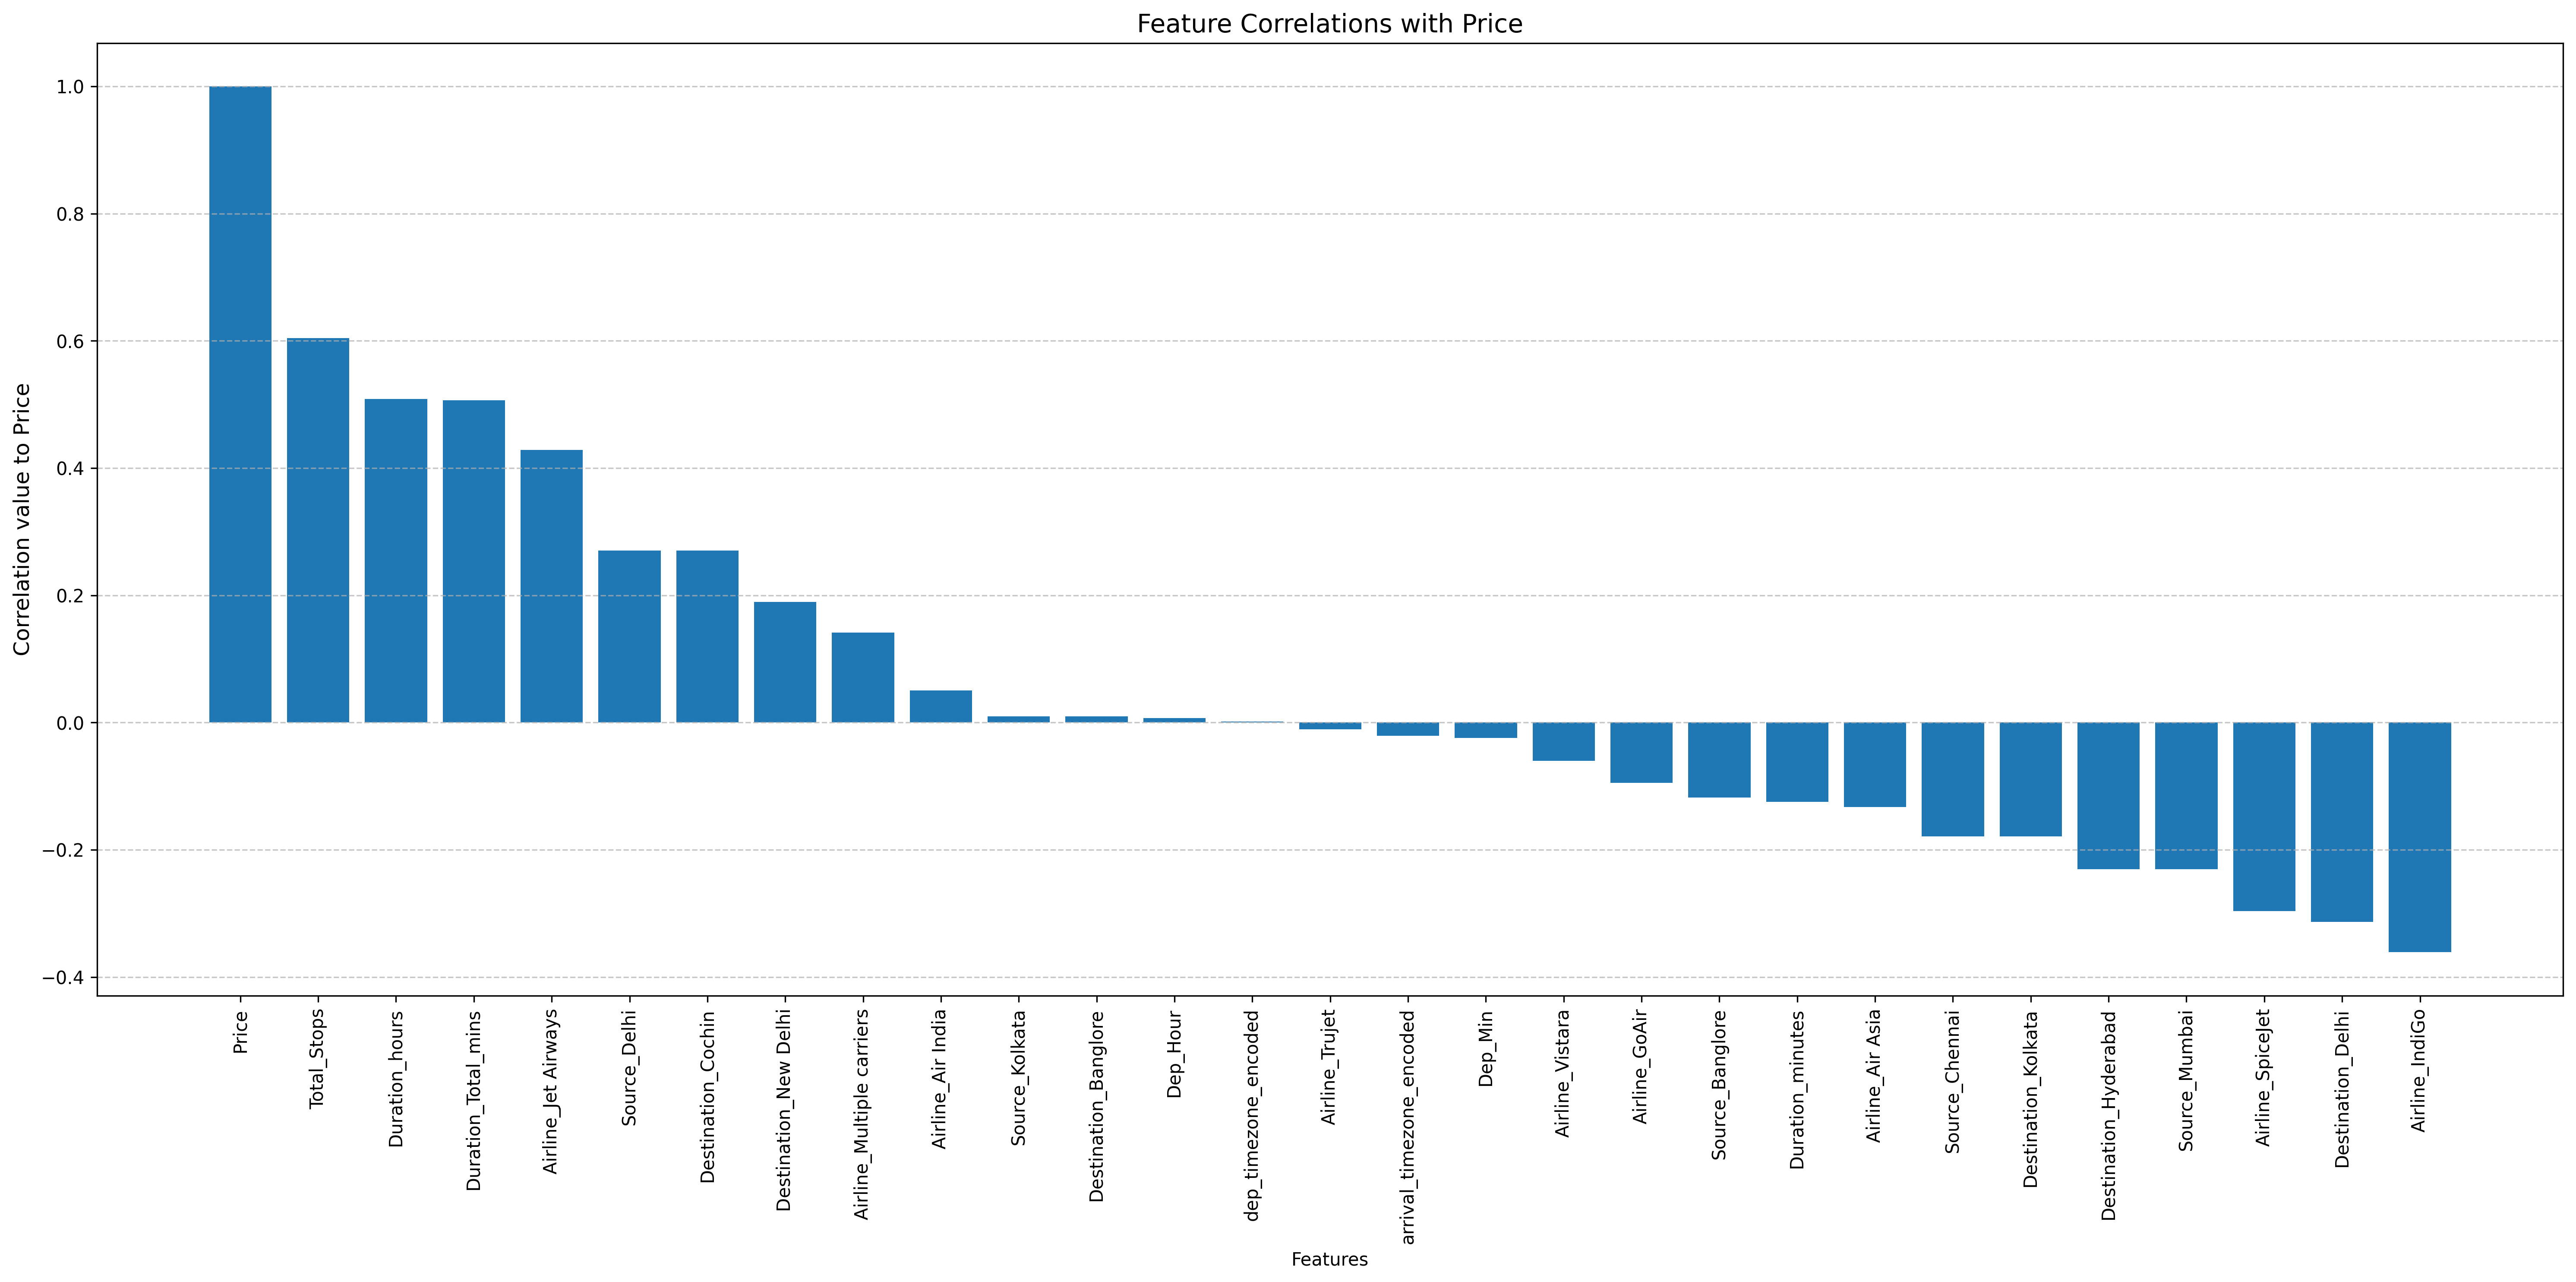 Feature Correlations with Price
Correlation value to Price
1.0
0.8
0.6
0.4
0.2
0.0
−0.2
−0.4
Price
Total_Stops
Duration_hours
Duration_Total_mins
Airline_Jet Airways
Source_Delhi
Destination_Cochin
Destination_New Delhi
Airline_Multiple carriers
Airline_Air India
Source_Kolkata
Destination_Banglore
Dep_Hour
dep_timezone_encoded
Airline_Trujet
arrival_timezone_encoded
Dep_Min
Airline_Vistara
Airline_GoAir
Source_Banglore
Duration_minutes
Airline_Air Asia
Source_Chennai
Destination_Kolkata
Destination_Hyderabad
Source_Mumbai
Airline_SpiceJet
Destination_Delhi
Airline_IndiGo
Features